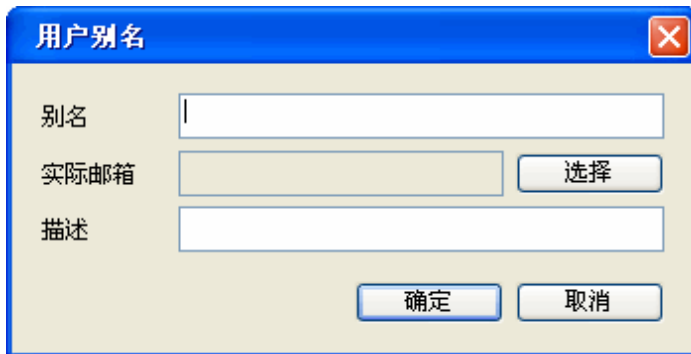 用户别名
别名
实际邮箱 选择
描述
确定 取消